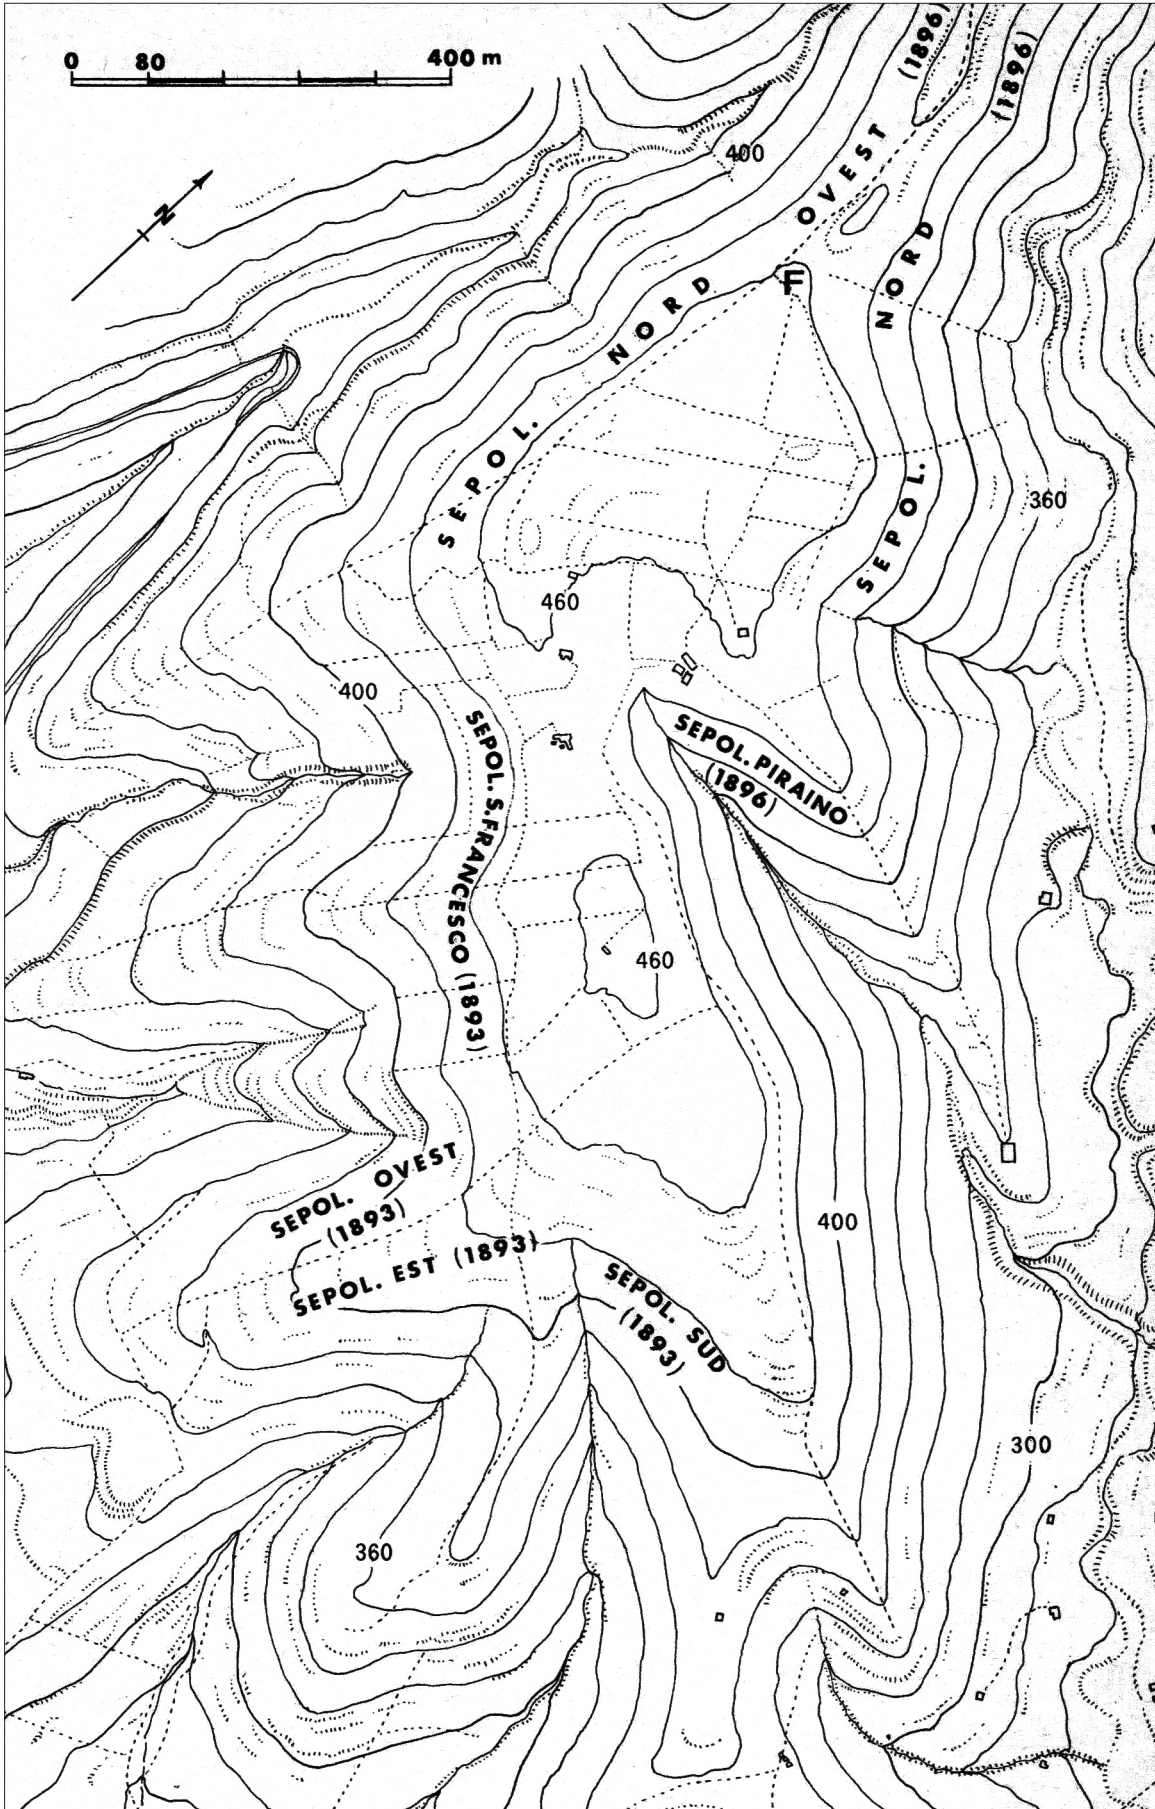 0 80 400 m
N
400
SEPOL. NORD OVEST (1896)
SEPOL. NORD (1896)
360
460
400
SEPOL. S. FRANCESCO (1893)
SEPOL. PIRAINO
(1896)
460
SEPOL. OVEST
(1893)
SEPOL. EST (1893)
SEPOL. SUD
(1893)
400
300
360